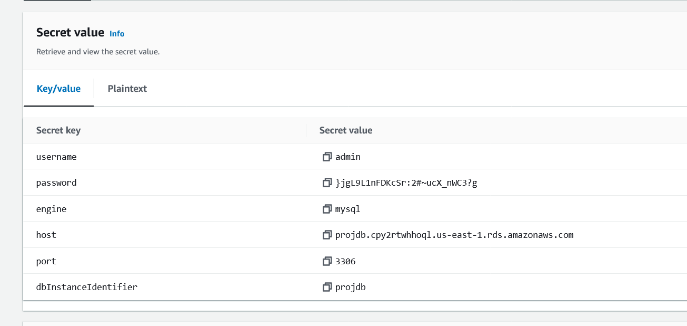 Secret value Info
Retrieve and view the secret value.
Key/value Plaintext
Secret key Secret value
username admin
password }jgL9L1nFDKcSr:2#~ucX_nWC3?g
engine mysql
host projdb.cpy2rtwhhoql.us-east-1.rds.amazonaws.com
port 3306
dbInstanceIdentifier projdb